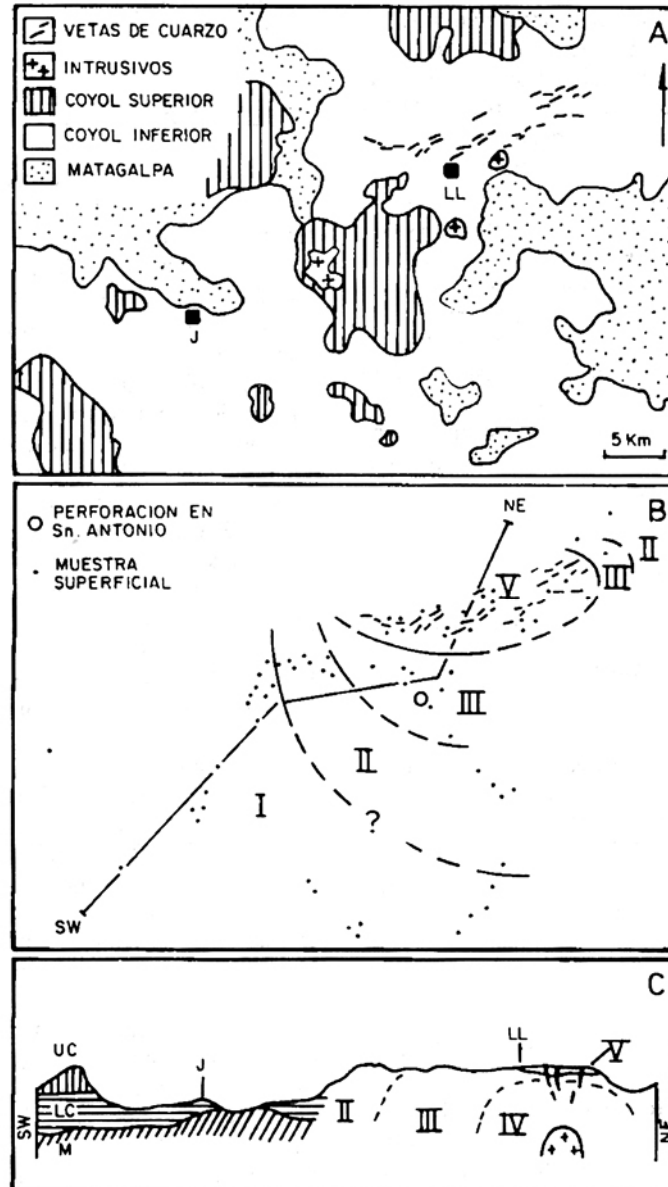 A
VETAS DE CUARZO
INTRUSIVOS
COYOL SUPERIOR
COYOL INFERIOR
MATAGALPA
LL
J
5 Km
B
PERFORACION EN
Sn. ANTONIO
MUESTRA
SUPERFICIAL
NE
II
III
V
III
II
I
?
SW
C
UC
J
LL
V
SW
LC
II
III
IV
M
NE